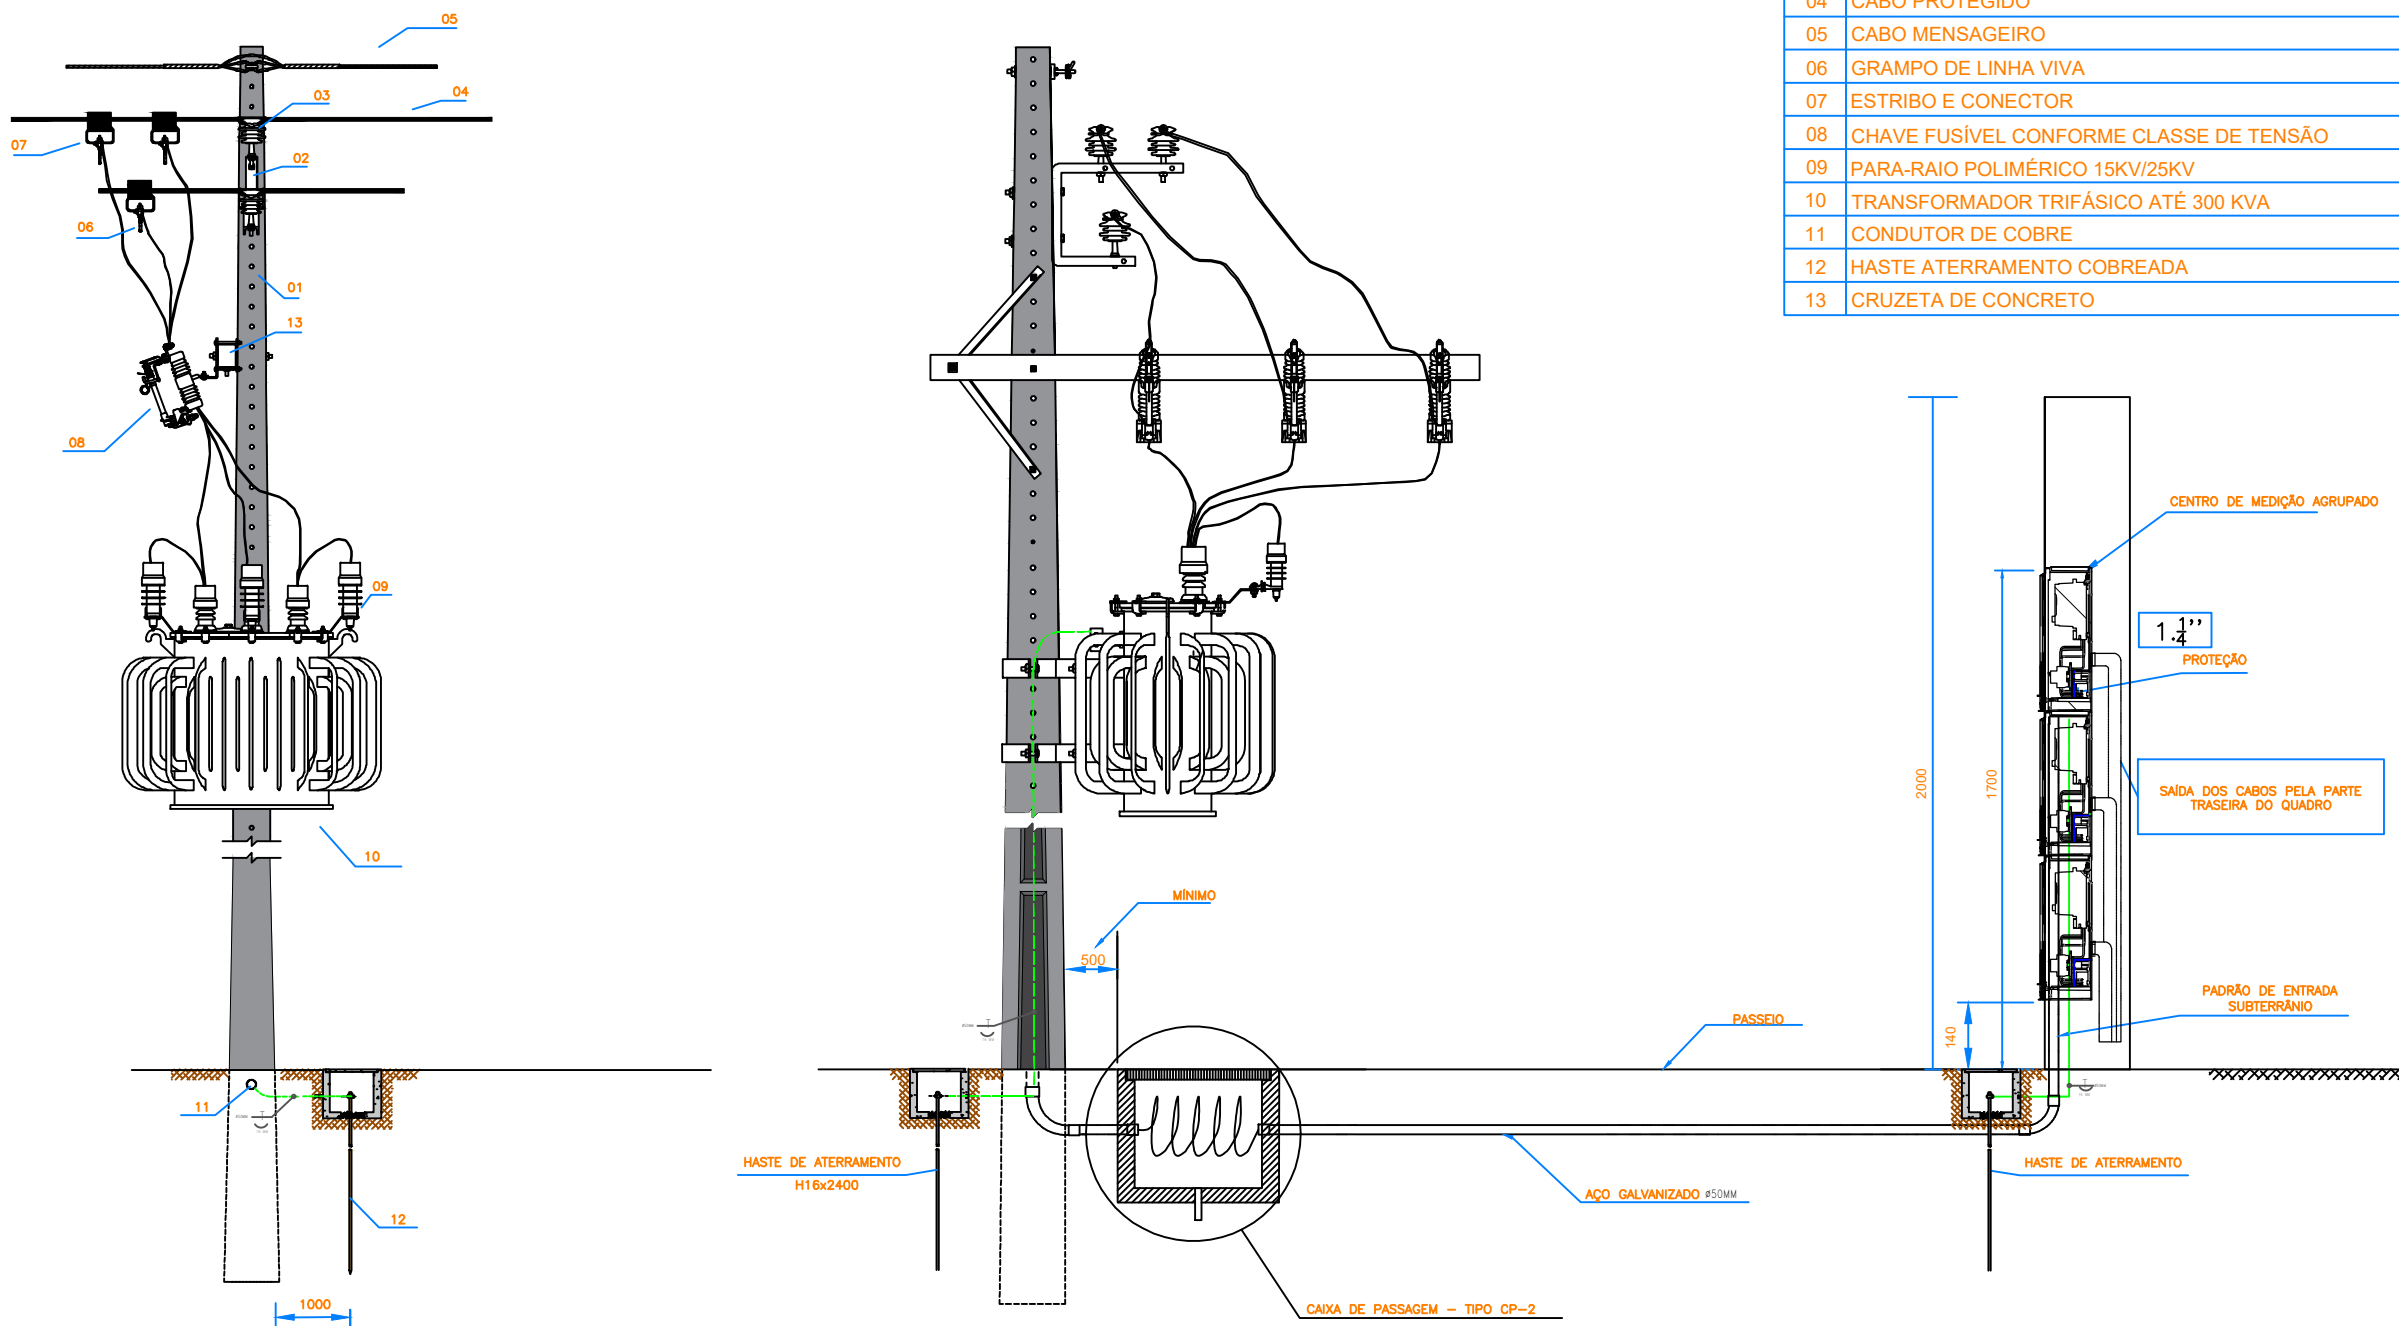 04 CABO PROTEGIDO
05 CABO MENSAGEIRO
06 GRAMPO DE LINHA VIVA
07 ESTRIBO E CONECTOR
08 CHAVE FUSÍVEL CONFORME CLASSE DE TENSÃO
09 PARA-RAIO POLIMÉRICO 15KV/25KV
10 TRANSFORMADOR TRIFÁSICO ATÉ 300 KVA
11 CONDUTOR DE COBRE
12 HASTE ATERRAMENTO COBREADA
13 CRUZETA DE CONCRETO
05
04
03
07
02
06
01
13
08
09
10
11
12
1000
MÍNIMO
500
HASTE DE ATERRAMENTO
H16x2400
PASSEIO
AÇO GALVANIZADO ø50MM
CAIXA DE PASSAGEM – TIPO CP-2
CENTRO DE MEDIÇÃO AGRUPADO
1.1/4''
PROTEÇÃO
2000
1700
SAÍDA DOS CABOS PELA PARTE
TRASEIRA DO QUADRO
PADRÃO DE ENTRADA
SUBTERRÂNIO
140
HASTE DE ATERRAMENTO